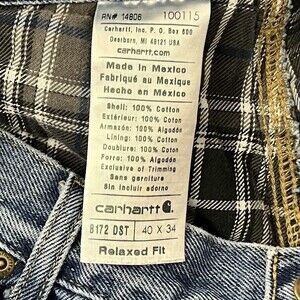 RN# 14806 100115
Carhartt, Inc. P.O. Box 600
Dearborn, MI 48121 USA
carhartt.com
Made in Mexico
Fabriqué au Mexique
Hecho en México
Shell: 100% Cotton
Extérieur: 100% Coton
Armazón: 100% Algodón
Lining: 100% Cotton
Doublure: 100% Coton
Forro: 100% Algodón
Exclusive of Trimming
Sans garniture
Sin incluir adorno
carhartt
B172 DST 40 X 34
Relaxed Fit